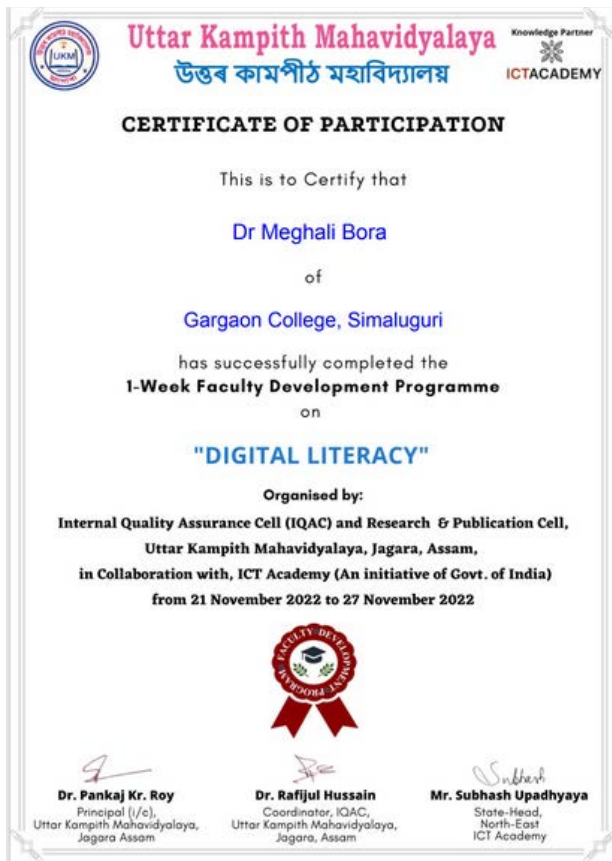 Uttar Kampith Mahavidyalaya
উত্তৰ কামপীঠ মহাবিদ্যালয়
UKM
Knowledge Partner
ICTACADEMY
CERTIFICATE OF PARTICIPATION
This is to Certify that
Dr Meghali Bora
of
Gargaon College, Simaluguri
has successfully completed the
1-Week Faculty Development Programme
on
"DIGITAL LITERACY"
Organised by:
Internal Quality Assurance Cell (IQAC) and Research & Publication Cell,
Uttar Kampith Mahavidyalaya, Jagara, Assam,
in Collaboration with, ICT Academy (An initiative of Govt. of India)
from 21 November 2022 to 27 November 2022
FACULTY DEVELOPMENT
PROGRAM
Subhash
Dr. Pankaj Kr. Roy
Principal (i/c),
Uttar Kampith Mahavidyalaya,
Jagora Assam
Dr. Rafijul Hussain
Coordinator, IQAC,
Uttar Kampith Mahavidyalaya,
Jagara, Assam
Mr. Subhash Upadhyaya
State-Head,
North-East
ICT Academy